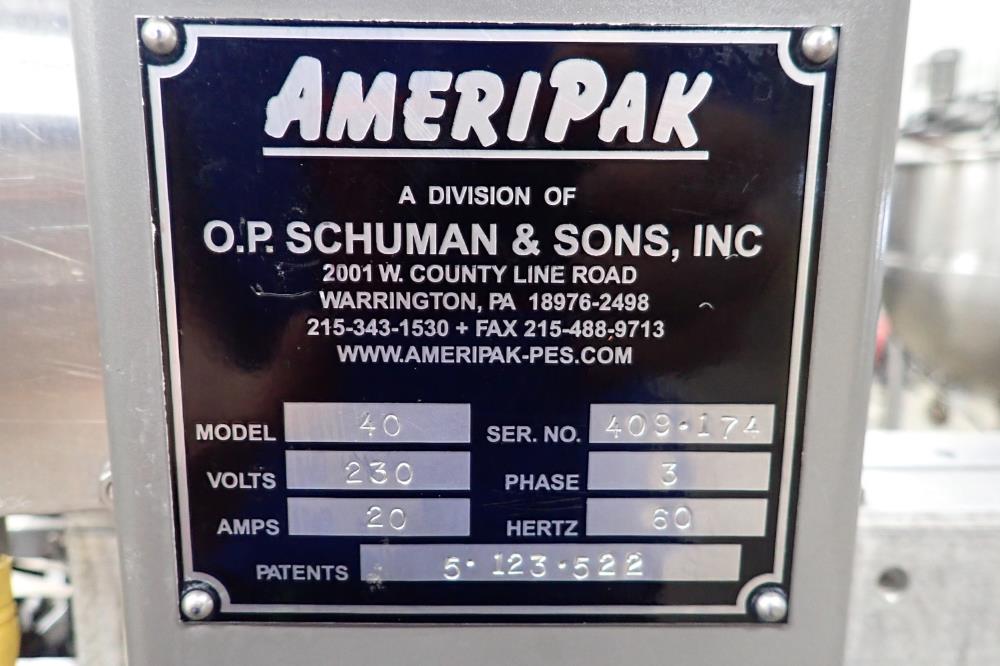 AMERIPAK
A DIVISION OF
O.P. SCHUMAN & SONS, INC
2001 W. COUNTY LINE ROAD
WARRINGTON, PA 18976-2498
215-343-1530 + FAX 215-488-9713
WWW.AMERIPAK-PES.COM
MODEL 40 SER. NO. 409·174
VOLTS 230 PHASE 3
AMPS 20 HERTZ 60
PATENTS 5·123·522